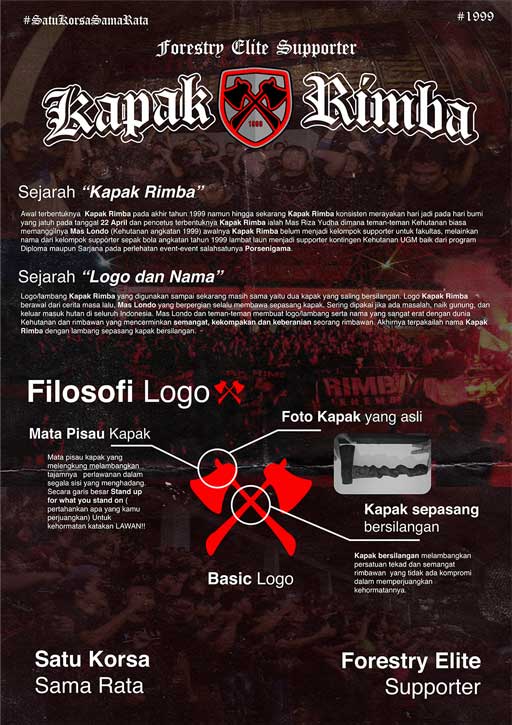 #SatuKorsaSamaRata
#1999
Forestry Elite Supporter
Kapak Rimba
1999
Sejarah “Kapak Rimba”
Awal terbentuknya Kapak Rimba pada akhir tahun 1999 namun hingga sekarang Kapak Rimba konsisten merayakan hari jadi pada hari bumi
yang jatuh pada tanggal 22 April dan pencetus terbentuknya Kapak Rimba ialah Mas Riza Yudha dimana teman-teman Kehutanan biasa
memanggilnya Mas Londo (Kehutanan angkatan 1999) awalnya Kapak Rimba belum menjadi kelompok supporter untuk fakultas, melainkan
nama dari kelompok supporter sepak bola angkatan tahun 1999 lambat laun menjadi supporter kontingen Kehutanan UGM baik dari program
Diploma maupun Sarjana pada perlehatan event-event salahsatunya Porsenigama.
Sejarah “Logo dan Nama”
Logo/lambang Kapak Rimba yang digunakan sampai sekarang masih sama yaitu dua kapak yang saling bersilangan. Logo Kapak Rimba
berawal dari cerita masa lalu, Mas Londo yang berpergian selalu membawa sepasang kapak. Sering dipakai jika ada masalah, naik gunung, dan
keluar masuk hutan di seluruh Indonesia. Mas Londo dan teman-teman membuat logo/lambang serta nama yang sangat erat dengan dunia
Kehutanan dan rimbawan yang mencerminkan semangat, kekompakan dan keberanian seorang rimbawan. Akhirnya terpakailah nama Kapak
Rimba dengan lambang sepasang kapak bersilangan.
RIMBA
Filosofi Logo
Foto Kapak yang asli
Mata Pisau Kapak
Mata pisau kapak yang
melengkung melambangkan
tajamnya perlawanan dalam
segala sisi yang menghadang.
Secara garis besar Stand up
for what you stand on (
pertahankan apa yang kamu
perjuangkan) Untuk
kehormatan katakan LAWAN!!
Kapak sepasang
bersilangan
Kapak bersilangan melambangkan
persatuan tekad dan semangat
rimbawan yang tidak ada kompromi
dalam memperjuangkan
kehormatannya.
Basic Logo
Satu Korsa
Sama Rata
Forestry Elite
Supporter